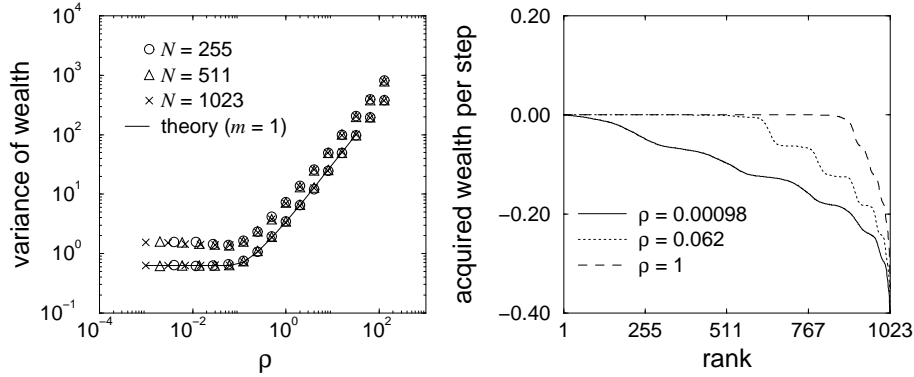 variance of wealth
10^4
10^3
10^2
10^1
10^0
10^−1
10^−4
10^−2
10^0
10^2
ρ
N = 255
N = 511
N = 1023
theory (m = 1)
acquired wealth per step
0.20
0.00
−0.20
−0.40
1
255
511
767
1023
rank
ρ = 0.00098
ρ = 0.062
ρ = 1